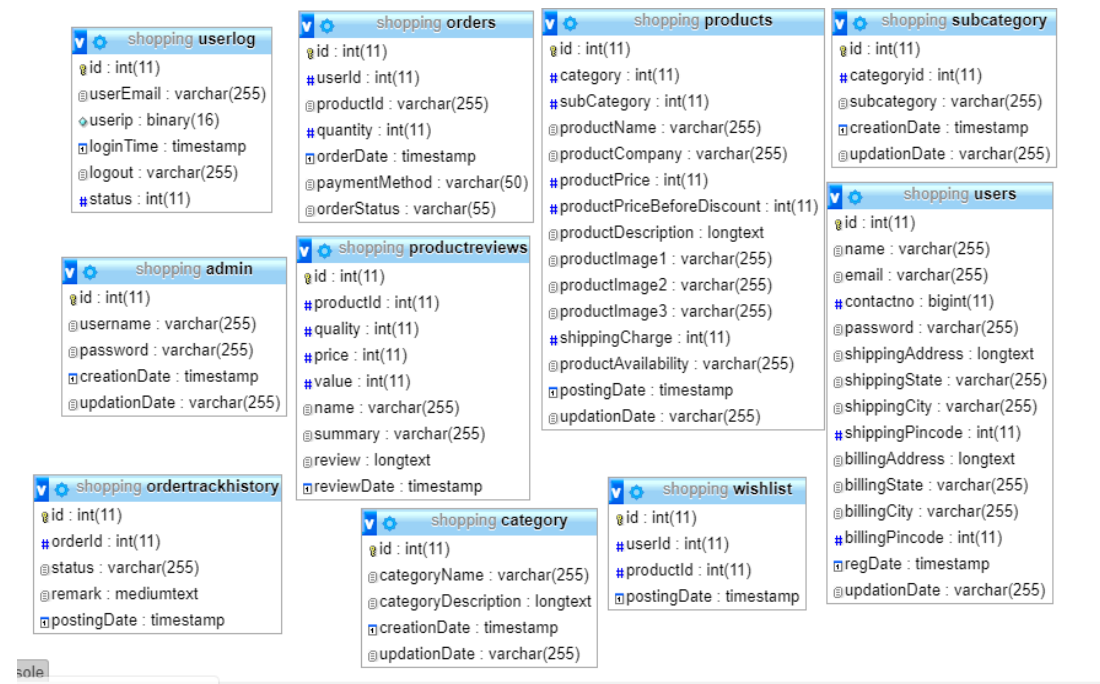 shopping userlog
id : int(11)
userEmail : varchar(255)
userip : binary(16)
loginTime : timestamp
logout : varchar(255)
status : int(11)
shopping orders
id : int(11)
userId : int(11)
productId : varchar(255)
quantity : int(11)
orderDate : timestamp
paymentMethod : varchar(50)
orderStatus : varchar(55)
shopping products
id : int(11)
category : int(11)
subCategory : int(11)
productName : varchar(255)
productCompany : varchar(255)
productPrice : int(11)
productPriceBeforeDiscount : int(11)
productDescription : longtext
productImage1 : varchar(255)
productImage2 : varchar(255)
productImage3 : varchar(255)
shippingCharge : int(11)
productAvailability : varchar(255)
postingDate : timestamp
updationDate : varchar(255)
shopping subcategory
id : int(11)
categoryid : int(11)
subcategory : varchar(255)
creationDate : timestamp
updationDate : varchar(255)
shopping users
id : int(11)
name : varchar(255)
email : varchar(255)
contactno : bigint(11)
password : varchar(255)
shippingAddress : longtext
shippingState : varchar(255)
shippingCity : varchar(255)
shippingPincode : int(11)
billingAddress : longtext
billingState : varchar(255)
billingCity : varchar(255)
billingPincode : int(11)
regDate : timestamp
updationDate : varchar(255)
shopping admin
id : int(11)
username : varchar(255)
password : varchar(255)
creationDate : timestamp
updationDate : varchar(255)
shopping productreviews
id : int(11)
productId : int(11)
quality : int(11)
price : int(11)
value : int(11)
name : varchar(255)
summary : varchar(255)
review : longtext
reviewDate : timestamp
shopping ordertrackhistory
id : int(11)
orderId : int(11)
status : varchar(255)
remark : mediumtext
postingDate : timestamp
shopping category
id : int(11)
categoryName : varchar(255)
categoryDescription : longtext
creationDate : timestamp
updationDate : varchar(255)
shopping wishlist
id : int(11)
userId : int(11)
productId : int(11)
postingDate : timestamp
sole